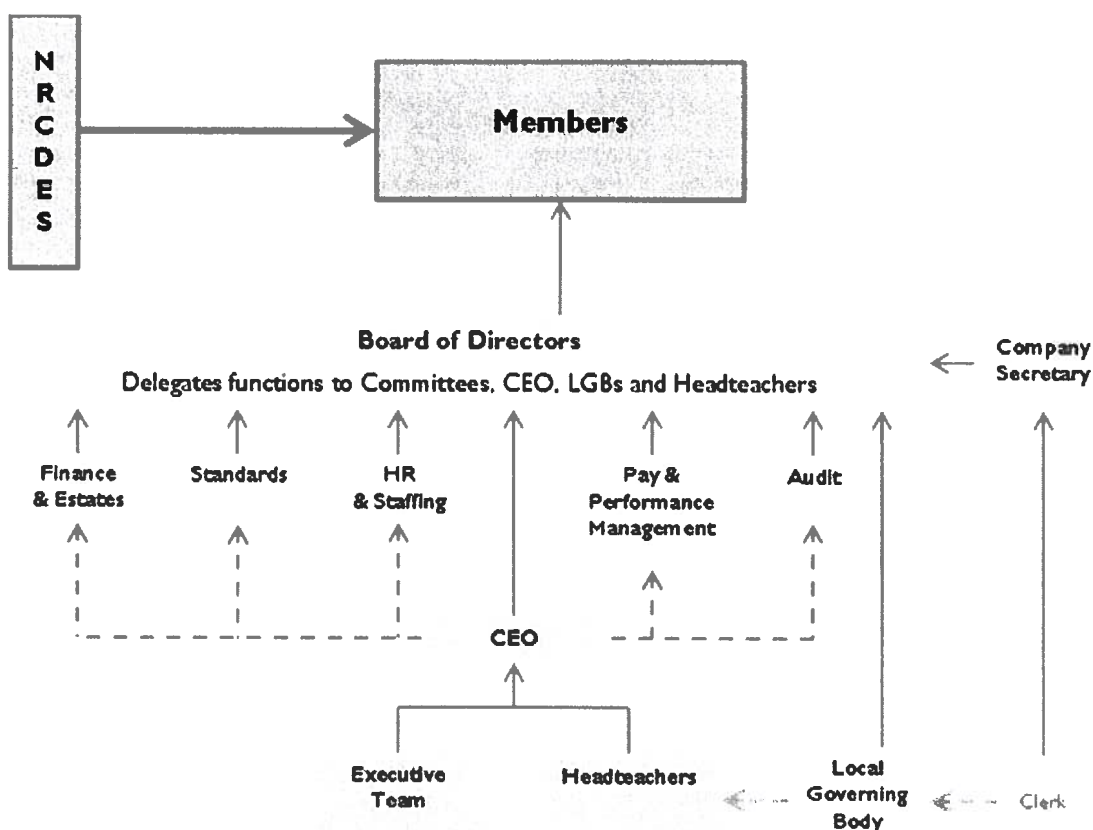 N
R
C
D
E
S
Members
Board of Directors
Delegates functions to Committees, CEO, LGBs and Headteachers
Company
Secretary
Finance
& Estates
Standards
HR
& Staffing
Pay &
Performance
Management
Audit
CEO
Executive
Team
Headteachers
Local
Governing
Body
Clerk